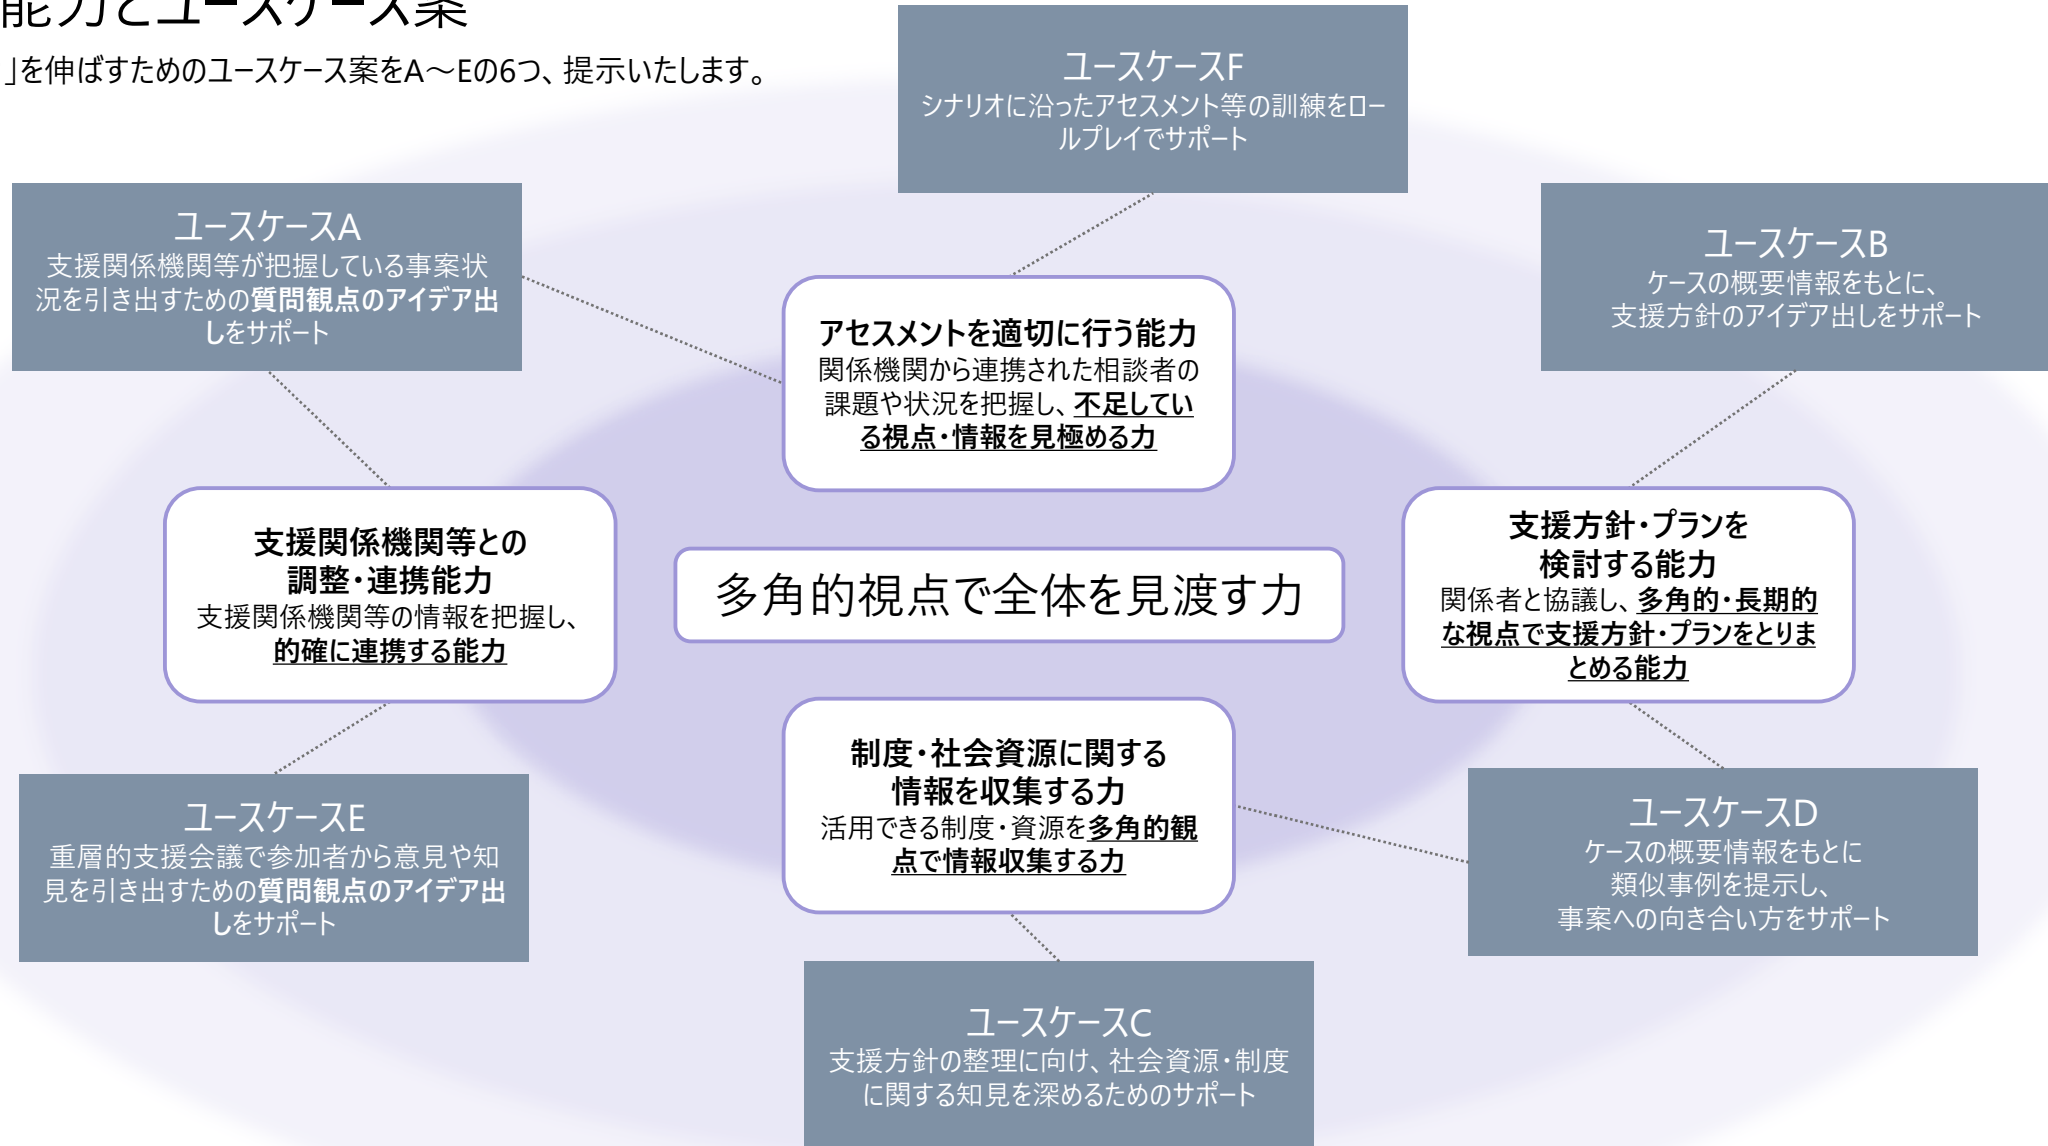 能力とユースケース案
」を伸ばすためのユースケース案をA～Eの6つ、提示いたします。
ユースケースF
シナリオに沿ったアセスメント等の訓練をロー
ルプレイでサポート
ユースケースA
支援関係機関等が把握している事案状
況を引き出すための質問観点のアイデア出
しをサポート
ユースケースB
ケースの概要情報をもとに、
支援方針のアイデア出しをサポート
アセスメントを適切に行う能力
関係機関から連携された相談者の
課題や状況を把握し、不足してい
る視点・情報を見極める力
支援関係機関等との
調整・連携能力
支援関係機関等の情報を把握し、
的確に連携する能力
多角的視点で全体を見渡す力
支援方針・プランを
検討する能力
関係者と協議し、多角的・長期的
な視点で支援方針・プランをとりま
とめる能力
制度・社会資源に関する
情報を収集する力
活用できる制度・資源を多角的観
点で情報収集する力
ユースケースE
重層的支援会議で参加者から意見や知
見を引き出すための質問観点のアイデア出
しをサポート
ユースケースD
ケースの概要情報をもとに
類似事例を提示し、
事案への向き合い方をサポート
ユースケースC
支援方針の整理に向け、社会資源・制度
に関する知見を深めるためのサポート